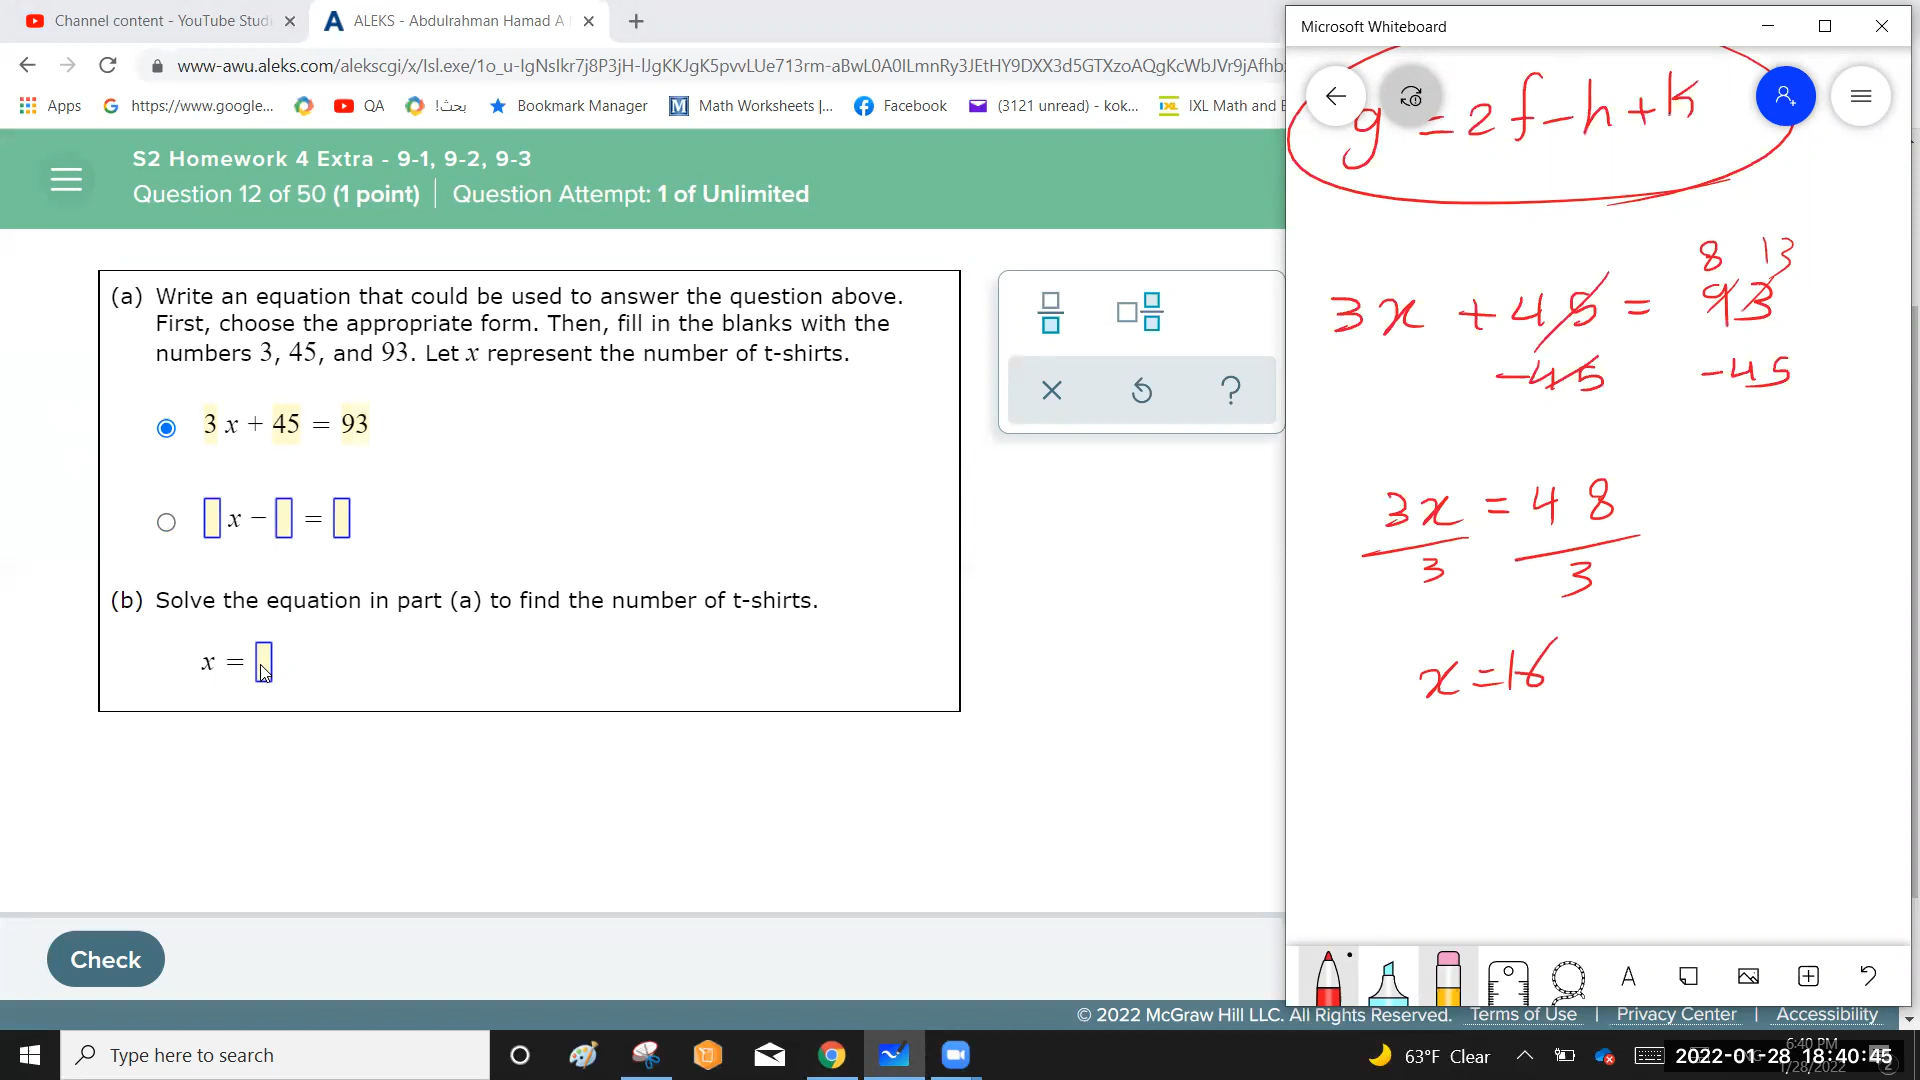 Channel content - YouTube Stud
ALEKS - Abdulrahman Hamad A
www-awu.aleks.com/alekscgi/x/Isl.exe/1o_u-IgNsIkr7j8P3jH-lJgKKJgK5pvvLUe713rm-aBwL0A0ILmnRy3JEtHY9DXX3d5GTXzoAQgKcWbJVr9jAfhb
Apps
https://www.google...
QA
بحث!
Bookmark Manager
Math Worksheets |...
Facebook
(3121 unread) - kok...
IXL Math and E
S2 Homework 4 Extra - 9-1, 9-2, 9-3
Question 12 of 50 (1 point) | Question Attempt: 1 of Unlimited
(a) Write an equation that could be used to answer the question above.
First, choose the appropriate form. Then, fill in the blanks with the
numbers 3, 45, and 93. Let x represent the number of t-shirts.
3 x + 45 = 93
x − =
(b) Solve the equation in part (a) to find the number of t-shirts.
x =
Check
© 2022 McGraw Hill LLC. All Rights Reserved. Terms of Use | Privacy Center | Accessibility
Microsoft Whiteboard
g = 2f - h + k
8 13
3x + 45 = 93
-45 -45
3x = 48
3 3
x = 16
Type here to search
63°F Clear
6:40 PM
1/28/2022
2022-01-28 18:40:45